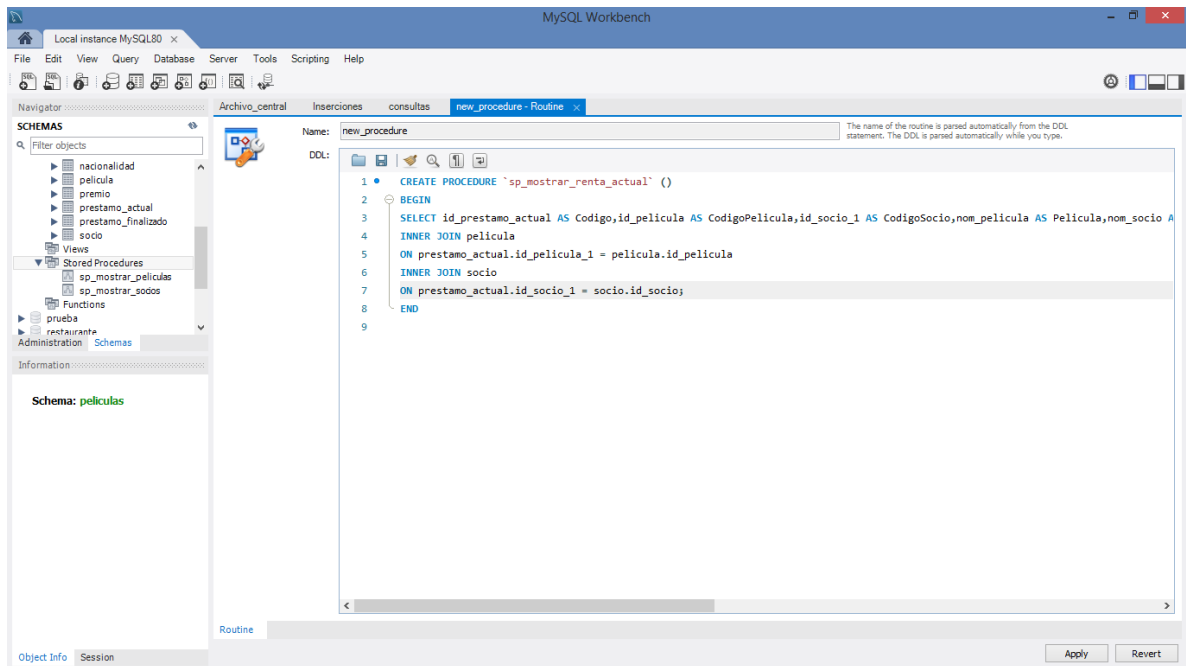 MySQL Workbench
Local instance MySQL80
File Edit View Query Database Server Tools Scripting Help
Navigator
SCHEMAS
Filter objects
nacionalidad
pelicula
premio
prestamo_actual
prestamo_finalizado
socio
Views
Stored Procedures
sp_mostrar_peliculas
sp_mostrar_socios
Functions
prueba
restaurante
Administration Schemas
Information
Schema: peliculas
Object Info Session
Archivo_central Inserciones consultas new_procedure - Routine
Name: new_procedure
The name of the routine is parsed automatically from the DDL
statement. The DDL is parsed automatically while you type.
DDL:
1 CREATE PROCEDURE `sp_mostrar_renta_actual` ()
2 BEGIN
3 SELECT id_prestamo_actual AS Codigo,id_pelicula AS CodigoPelicula,id_socio_1 AS CodigoSocio,nom_pelicula AS Pelicula,nom_socio A
4 INNER JOIN pelicula
5 ON prestamo_actual.id_pelicula_1 = pelicula.id_pelicula
6 INNER JOIN socio
7 ON prestamo_actual.id_socio_1 = socio.id_socio;
8 END
9
Routine
Apply Revert